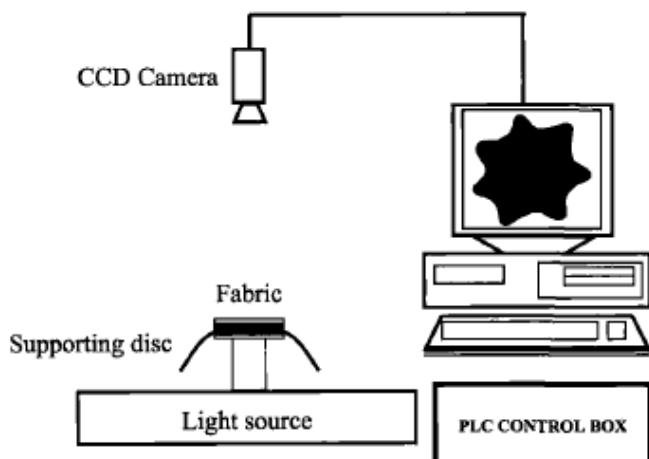 CCD Camera
Fabric
Supporting disc
Light source
PLC CONTROL BOX